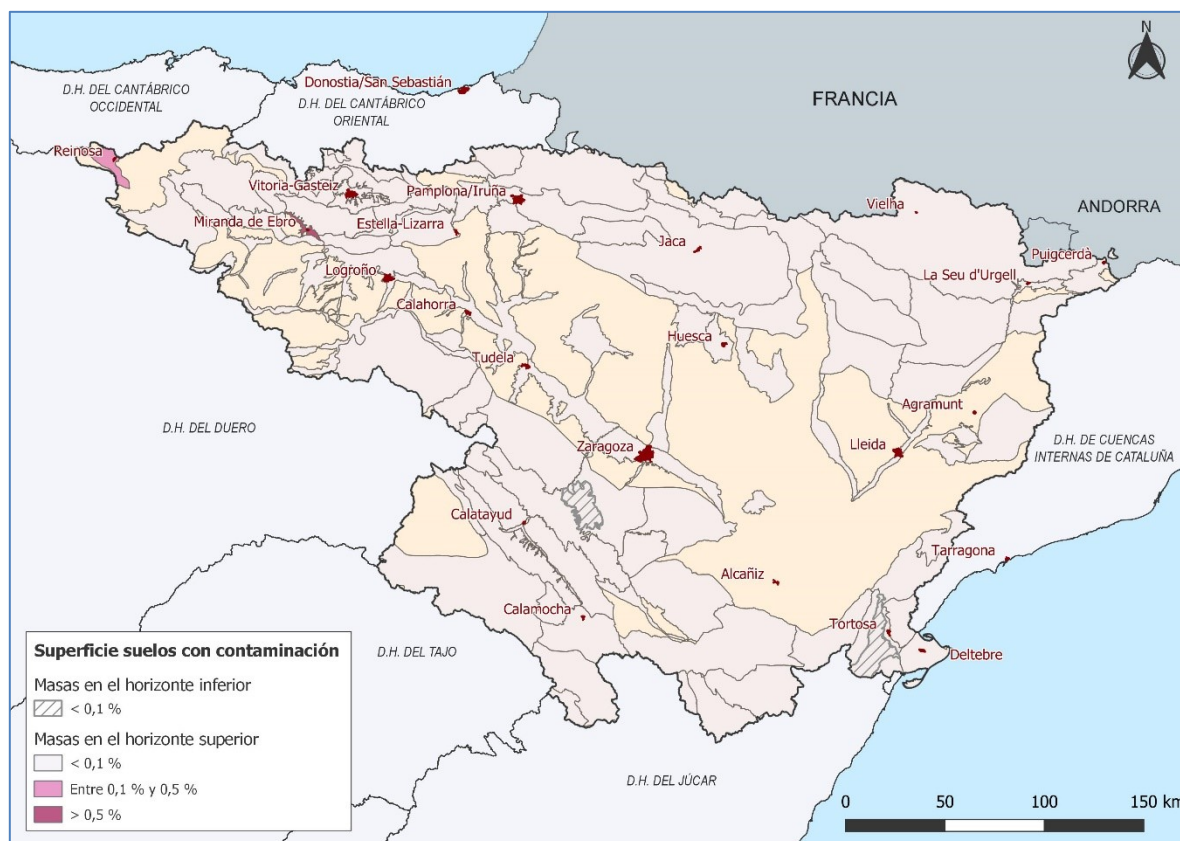 N
Donostia/San Sebastián
D.H. DEL CANTÁBRICO
OCCIDENTAL
D.H. DEL CANTÁBRICO
ORIENTAL
FRANCIA
Reinosa
Vitoria-Gasteiz
Pamplona/Iruña
Vielha
ANDORRA
Miranda de Ebro
Estella-Lizarra
Jaca
Puigcerdà
La Seu d'Urgell
Logroño
Calahorra
Huesca
Tudela
Agramunt
D.H. DEL DUERO
Zaragoza
Lleida
D.H. DE CUENCAS
INTERNAS DE CATALUÑA
Calatayud
Tarragona
Alcañiz
Calamocha
Tortosa
Deltebre
D.H. DEL TAJO
D.H. DEL JÚCAR
Superficie suelos con contaminación
Masas en el horizonte inferior
< 0,1 %
Masas en el horizonte superior
< 0,1 %
Entre 0,1 % y 0,5 %
> 0,5 %
0 50 100 150 km